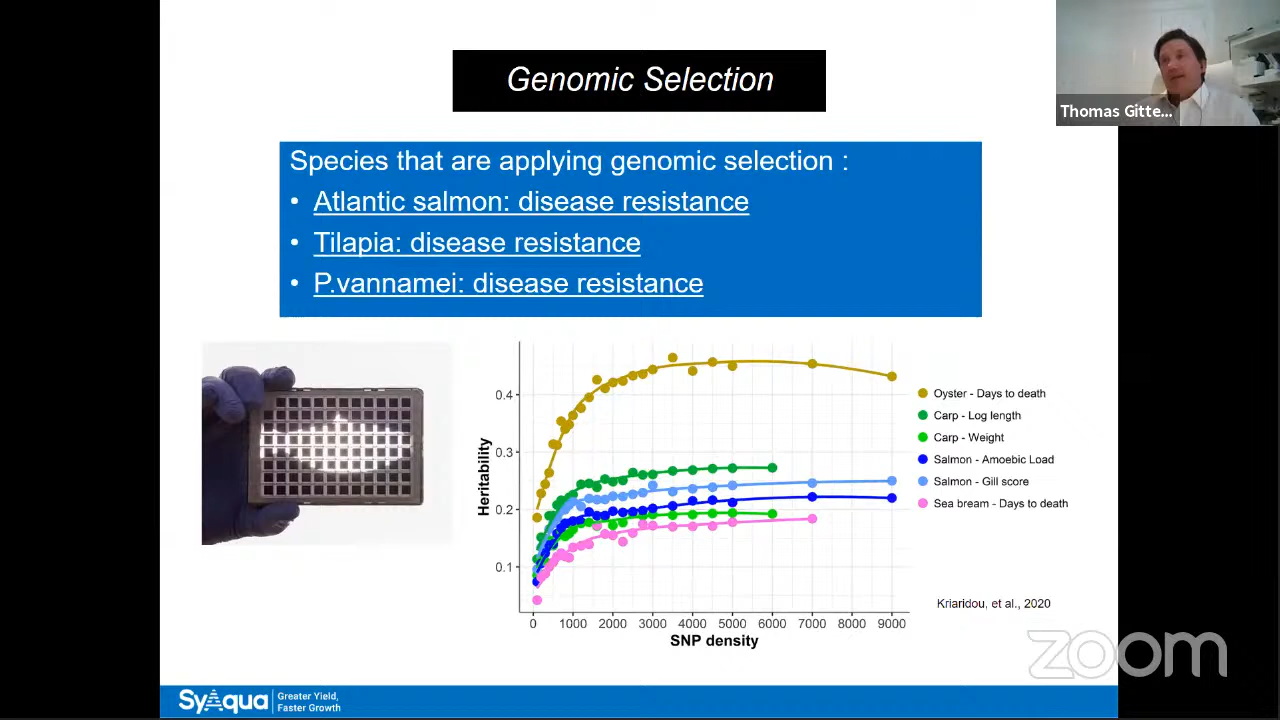 Genomic Selection
Thomas Gitte...
Species that are applying genomic selection :
• Atlantic salmon: disease resistance
• Tilapia: disease resistance
• P.vannamei: disease resistance
Heritability
0.4
0.3
0.2
0.1
0 1000 2000 3000 4000 5000 6000 7000 8000 9000
SNP density
Oyster - Days to death
Carp - Log length
Carp - Weight
Salmon - Amoebic Load
Salmon - Gill score
Sea bream - Days to death
Kriaridou, et al., 2020
zoom
SyAqua
Greater Yield,
Faster Growth